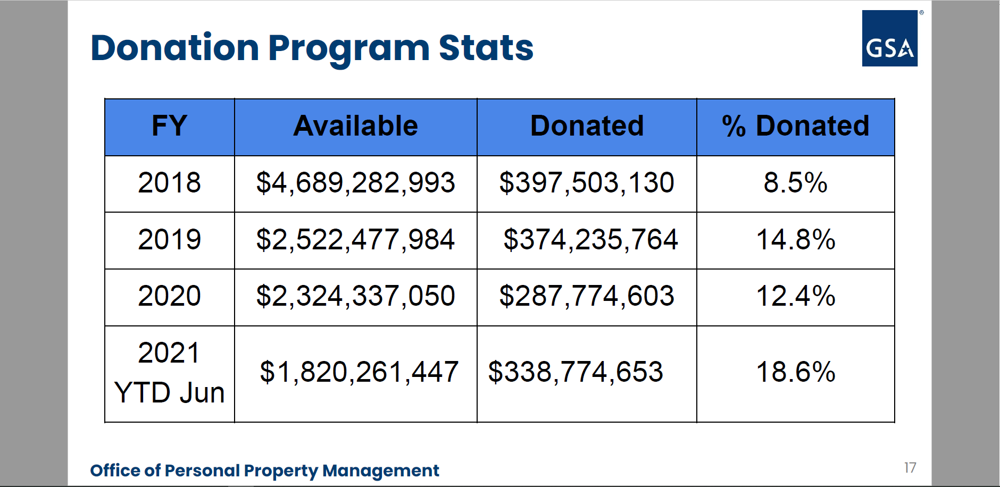 Donation Program Stats
®
GSA
FY Available Donated % Donated
2018 $4,689,282,993 $397,503,130 8.5%
2019 $2,522,477,984 $374,235,764 14.8%
2020 $2,324,337,050 $287,774,603 12.4%
2021
YTD Jun $1,820,261,447 $338,774,653 18.6%
Office of Personal Property Management
17